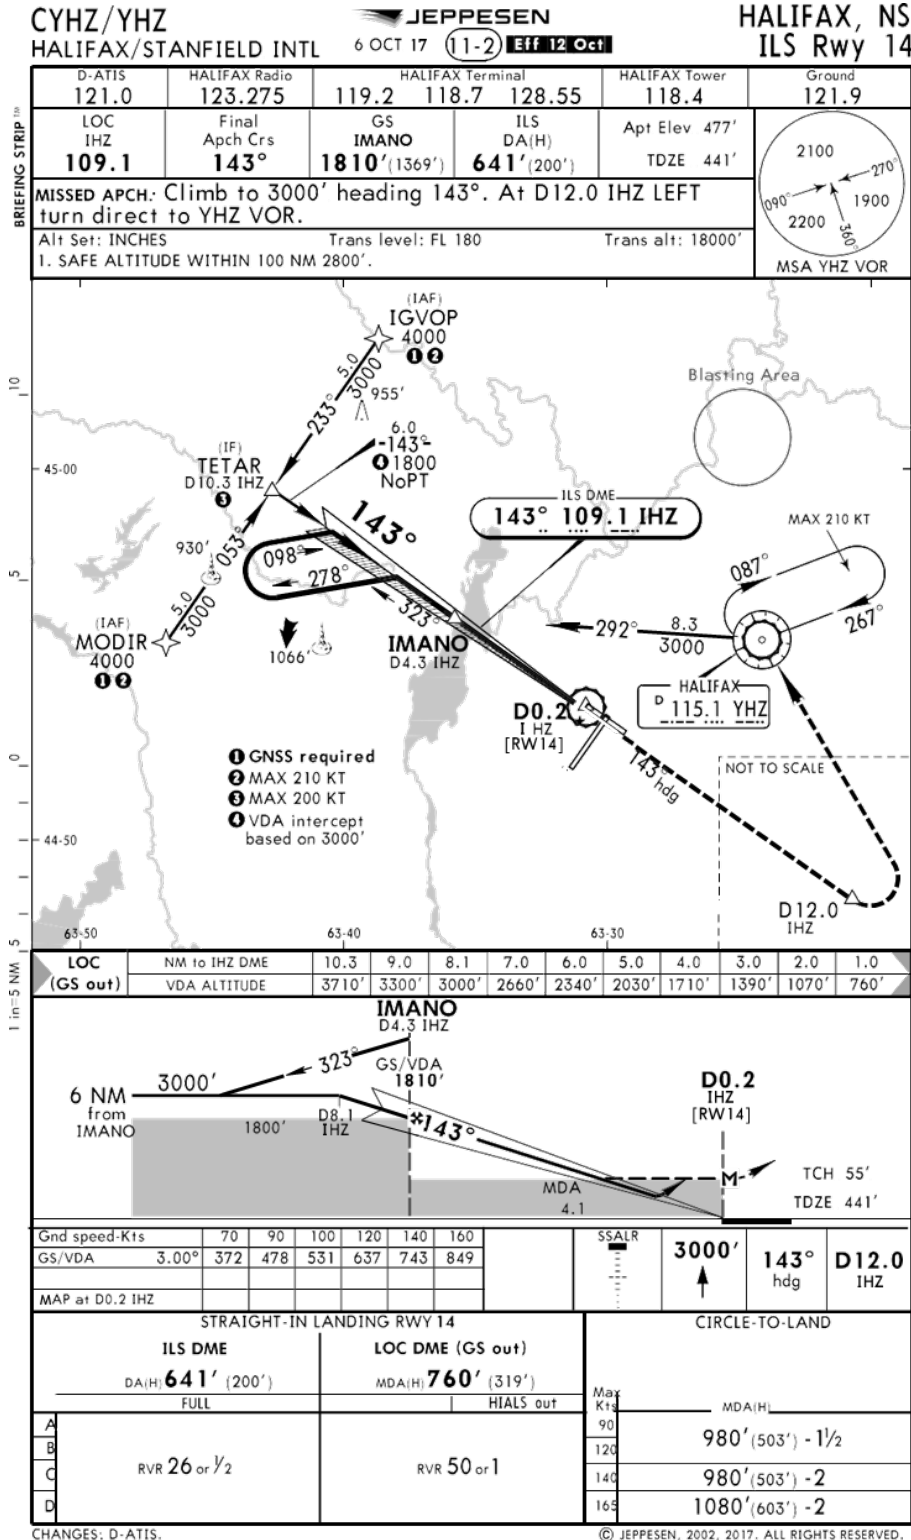 CYHZ/YHZ
HALIFAX/STANFIELD INTL
JEPPESEN
6 OCT 17 11-2 Eff 12 Oct
HALIFAX, NS
ILS Rwy 14
BRIEFING STRIP TM
D-ATIS
121.0
HALIFAX Radio
123.275
HALIFAX Terminal
119.2 118.7 128.55
HALIFAX Tower
118.4
Ground
121.9
LOC
IHZ
109.1
Final
Apch Crs
143°
GS
IMANO
1810'(1369')
ILS
DA(H)
641'(200')
Apt Elev 477'
TDZE 441'
2100
270°
090°
1900
2200
360°
MSA YHZ VOR
MISSED APCH: Climb to 3000' heading 143°. At D12.0 IHZ LEFT
turn direct to YHZ VOR.
Alt Set: INCHES Trans level: FL 180 Trans alt: 18000'
1. SAFE ALTITUDE WITHIN 100 NM 2800'.
(IAF)
IGVOP
4000
1 2
5.0
3000
233°
955'
Blasting Area
10
45-00
(IF)
TETAR
D10.3 IHZ
3
6.0
143°
4 1800
NoPT
143°
ILS DME
143° 109.1 IHZ
MAX 210 KT
087°
267°
930'
053°
5.0
3000
098°
278°
323°
5
(IAF)
MODIR
4000
1 2
1066'
IMANO
D4.3 IHZ
292°
8.3
3000
HALIFAX
D 115.1 YHZ
D0.2
I HZ
[RW14]
143°
hdg
NOT TO SCALE
1 GNSS required
2 MAX 210 KT
3 MAX 200 KT
4 VDA intercept
based on 3000'
0
44-50
D12.0
IHZ
63-50
63-40
63-30
5
1 in=5 NM
LOC NM to IHZ DME 10.3 9.0 8.1 7.0 6.0 5.0 4.0 3.0 2.0 1.0
(GS out) VDA ALTITUDE 3710' 3300' 3000' 2660' 2340' 2030' 1710' 1390' 1070' 760'
IMANO
D4.3 IHZ
323°
GS/VDA
1810'
3000'
6 NM
from
IMANO
1800'
D8.1
IHZ
143°
D0.2
IHZ
[RW14]
M
MDA
4.1
TCH 55'
TDZE 441'
Gnd speed-Kts 70 90 100 120 140 160
GS/VDA 3.00° 372 478 531 637 743 849
MAP at D0.2 IHZ
SSALR
3000'
143°
hdg
D12.0
IHZ
STRAIGHT-IN LANDING RWY 14
CIRCLE-TO-LAND
ILS DME
LOC DME (GS out)
DA(H) 641' (200')
MDA(H) 760' (319')
FULL
HIALS out
Max
Kts
MDA(H)
A
B
C
D
RVR 26 or 1/2
RVR 50 or 1
90
120
980'(503') - 1½
140
980'(503') - 2
165
1080'(603') - 2
CHANGES: D-ATIS.
© JEPPESEN, 2002, 2017. ALL RIGHTS RESERVED.